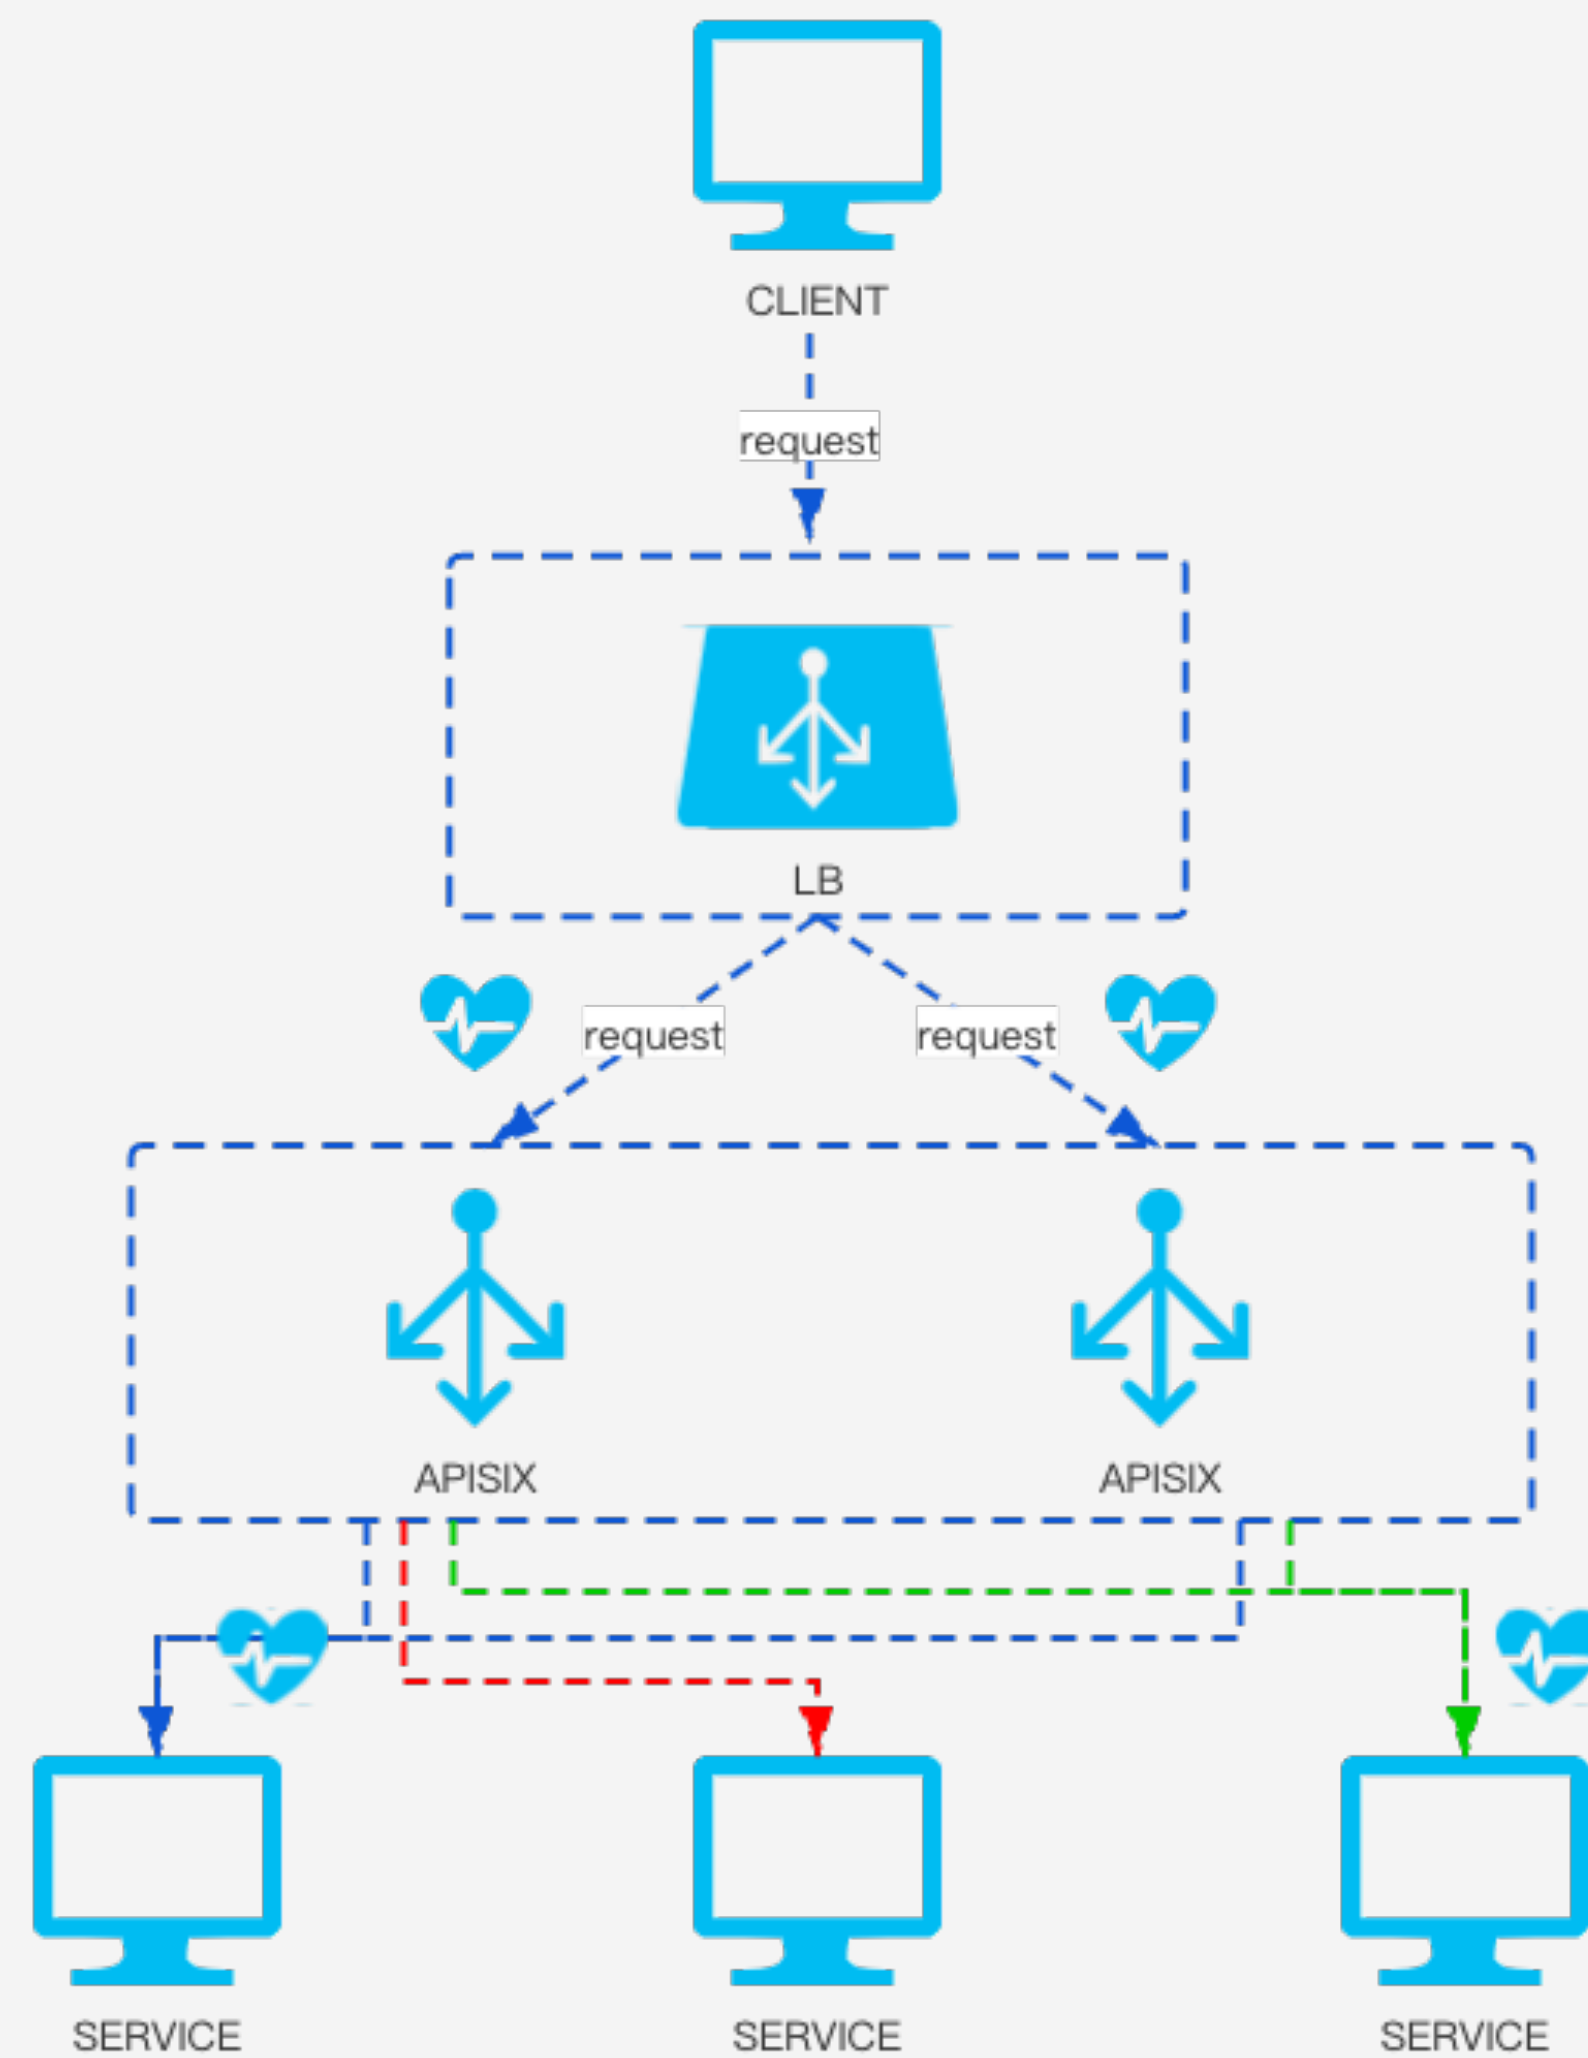 CLIENT
request
LB
request
request
APISIX
APISIX
SERVICE
SERVICE
SERVICE